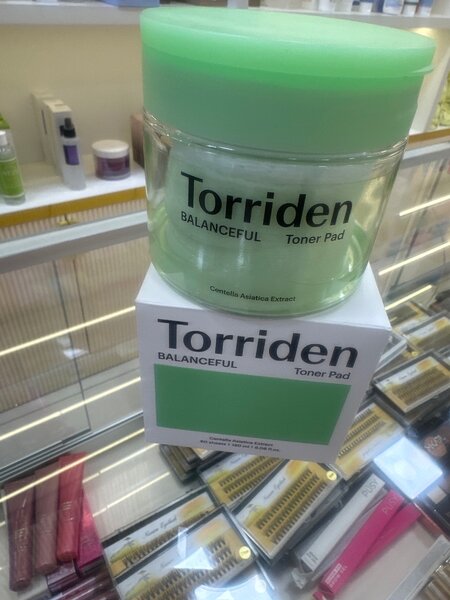 Torriden
BALANCEFUL Toner Pad
Centella Asiatica Extract
Torriden
BALANCEFUL
Toner Pad
Centella Asiatica Extract